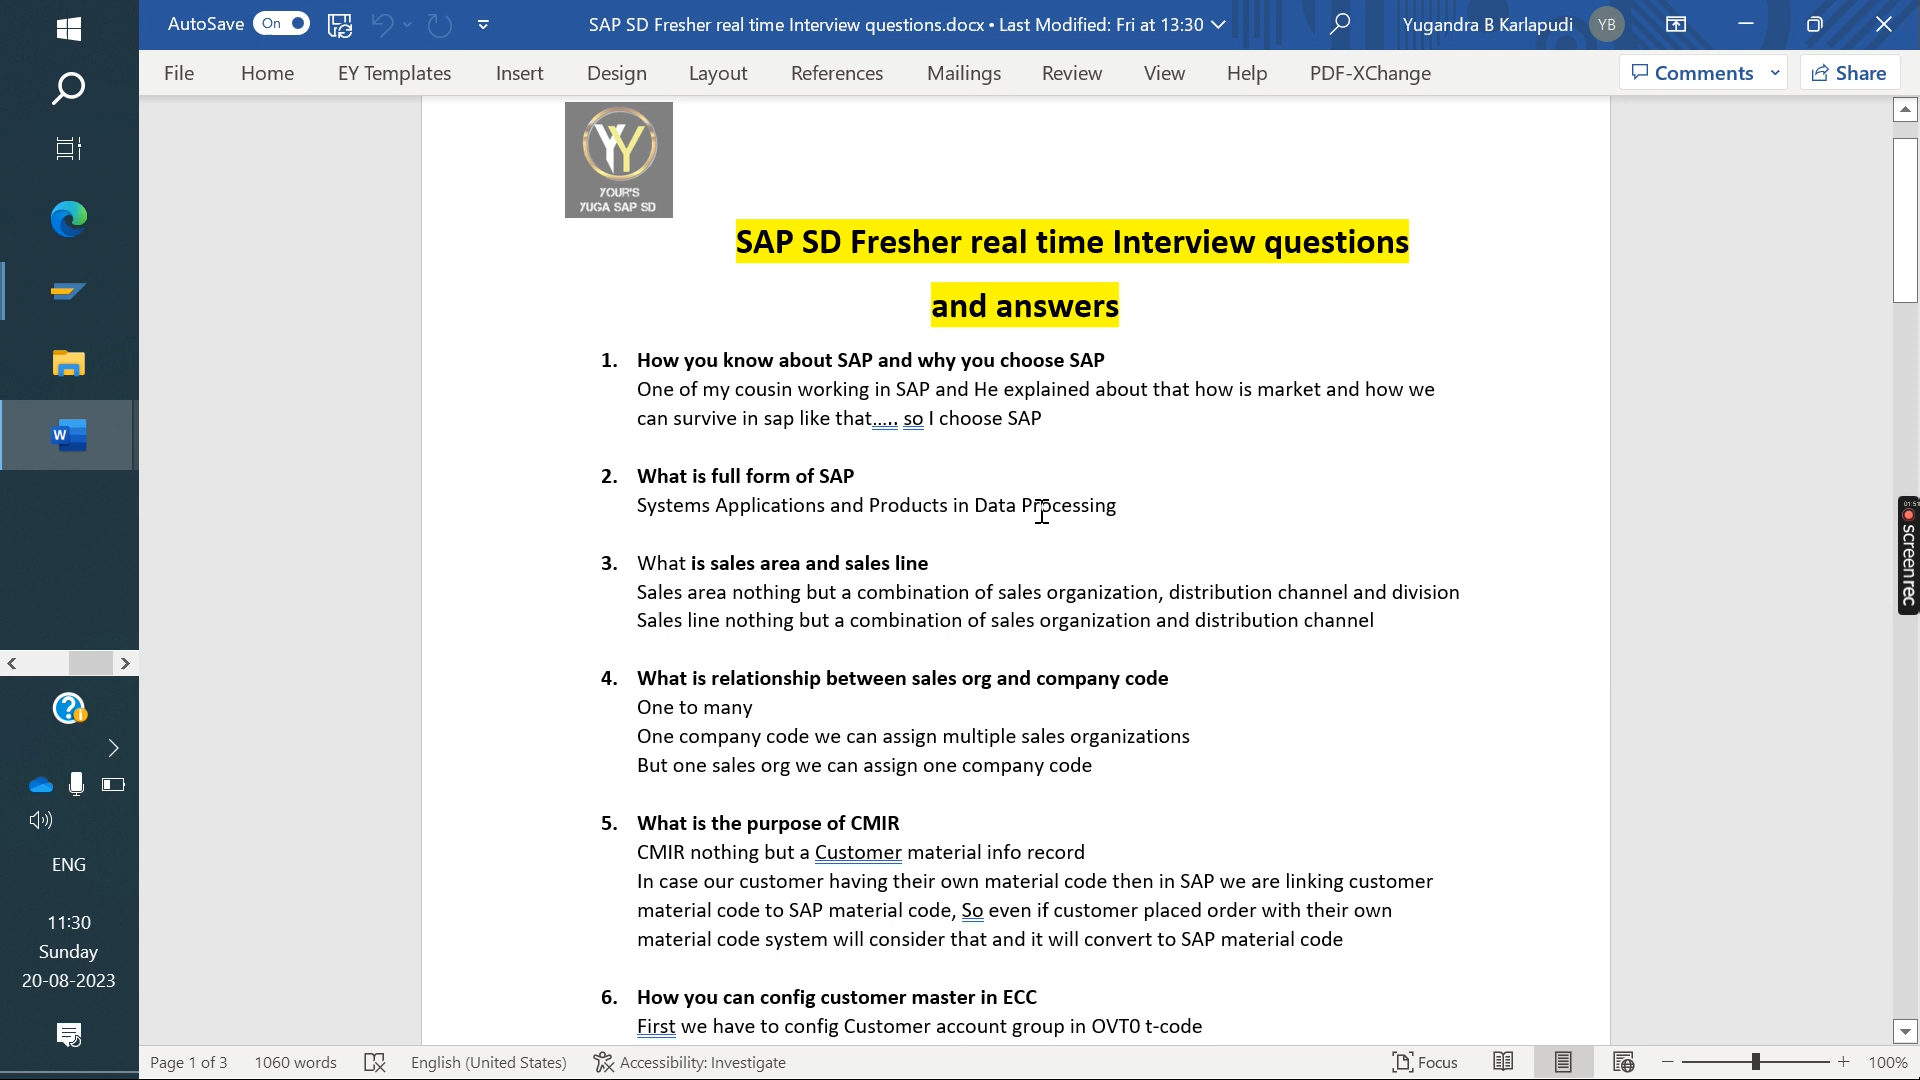 AutoSave On SAP SD Fresher real time Interview questions.docx • Last Modified: Fri at 13:30 Yugandra B Karlapudi YB
File Home EY Templates Insert Design Layout References Mailings Review View Help PDF-XChange Comments Share
YY
YOUR'S
YUGA SAP SD
SAP SD Fresher real time Interview questions
and answers
1. How you know about SAP and why you choose SAP
One of my cousin working in SAP and He explained about that how is market and how we
can survive in sap like that..... so I choose SAP
2. What is full form of SAP
Systems Applications and Products in Data Processing
3. What is sales area and sales line
Sales area nothing but a combination of sales organization, distribution channel and division
Sales line nothing but a combination of sales organization and distribution channel
4. What is relationship between sales org and company code
One to many
One company code we can assign multiple sales organizations
But one sales org we can assign one company code
5. What is the purpose of CMIR
CMIR nothing but a Customer material info record
In case our customer having their own material code then in SAP we are linking customer
material code to SAP material code, So even if customer placed order with their own
material code system will consider that and it will convert to SAP material code
6. How you can config customer master in ECC
First we have to config Customer account group in OVT0 t-code
W
ENG
11:30
Sunday
20-08-2023
screenrec
Page 1 of 3 1060 words English (United States) Accessibility: Investigate Focus 100%